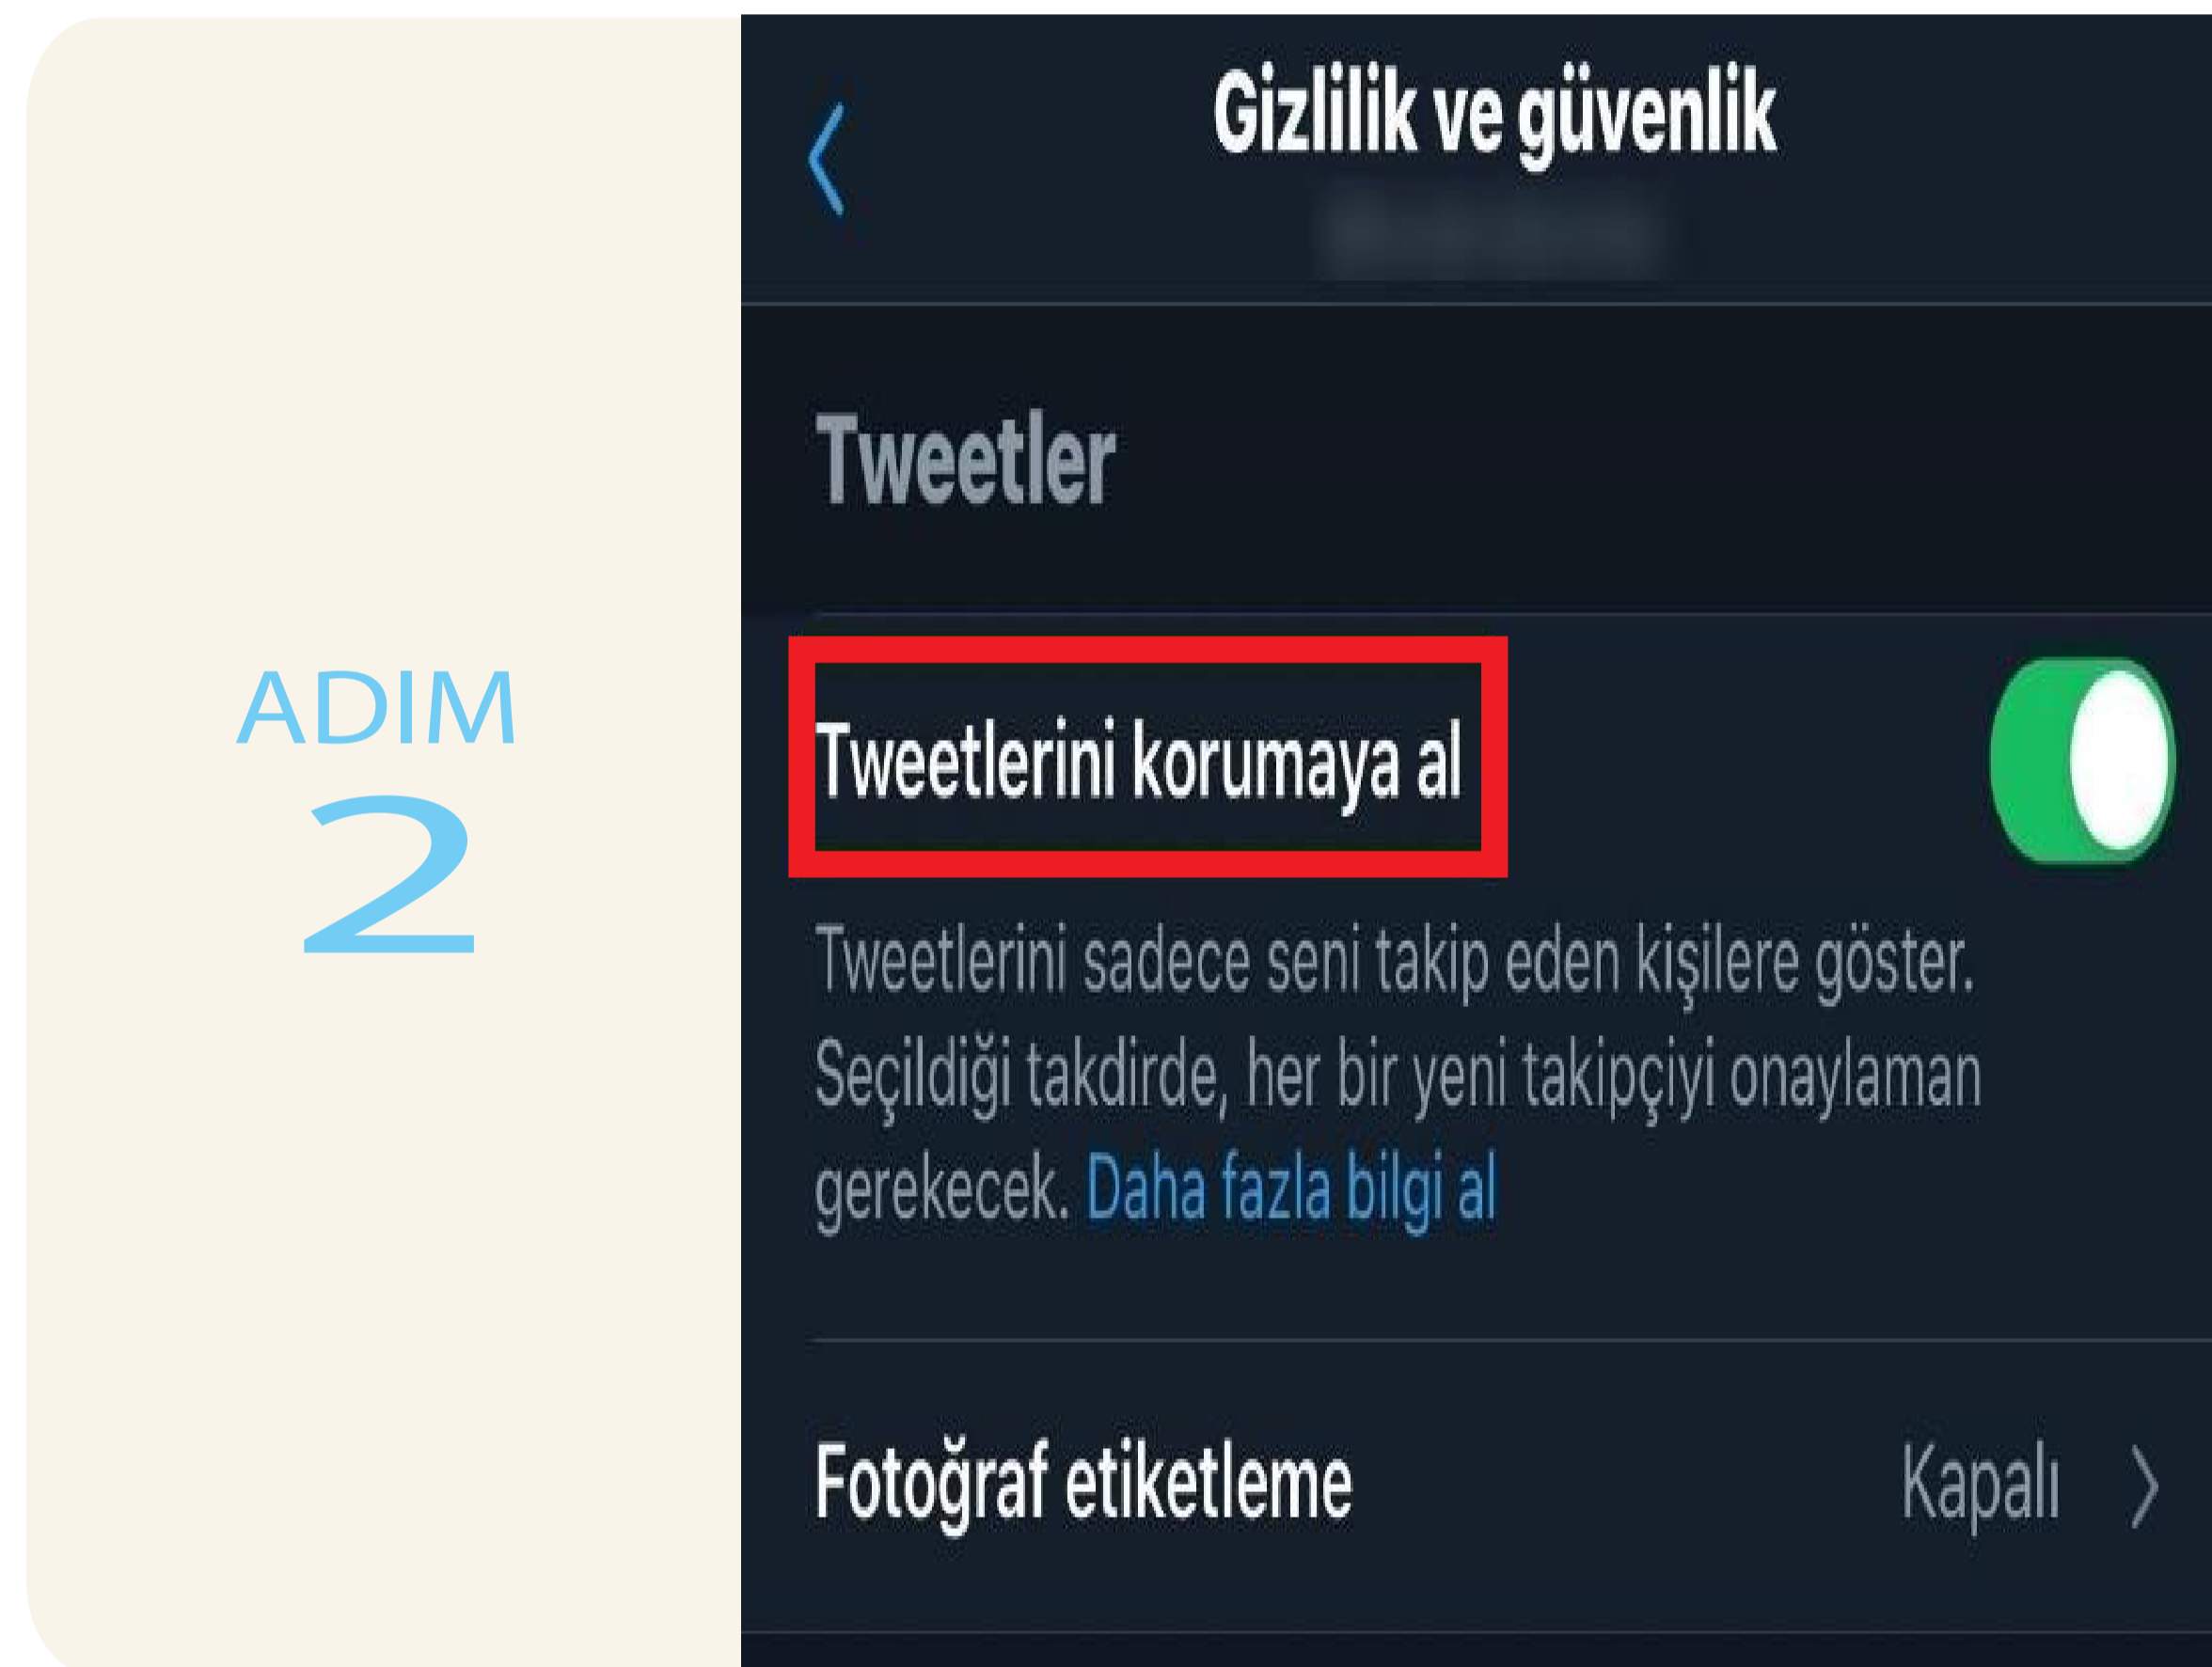 ADIM
2
Gizlilik ve güvenlik
Tweetler
Tweetlerini korumaya al
Tweetlerini sadece seni takip eden kişilere göster.
Seçildiği takdirde, her bir yeni takipçiyi onaylaman
gerekecek. Daha fazla bilgi al
Fotoğraf etiketleme Kapalı